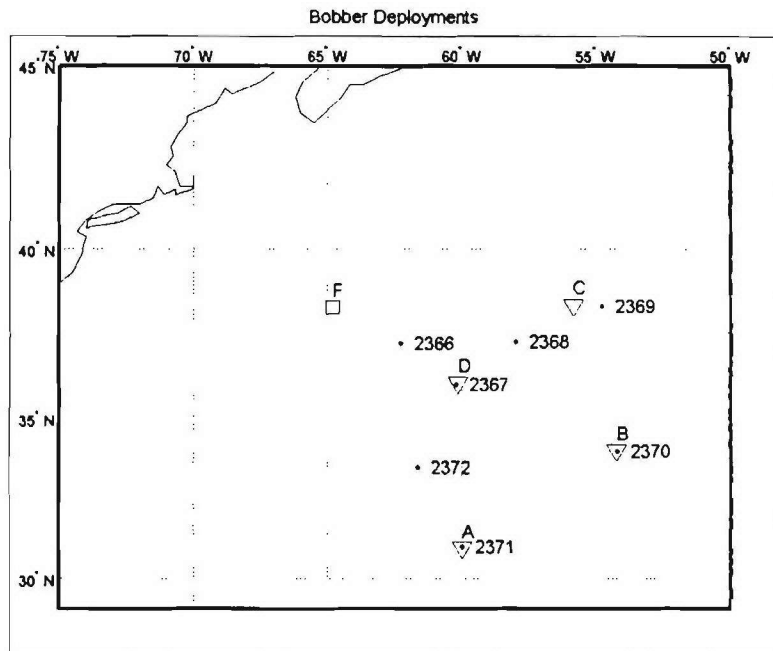 Bobber Deployments
75° W 70° W 65° W 60° W 55° W 50° W
45° N
40° N
F
C
2369
2366
2368
D
2367
35° N
B
2370
2372
A
2371
30° N